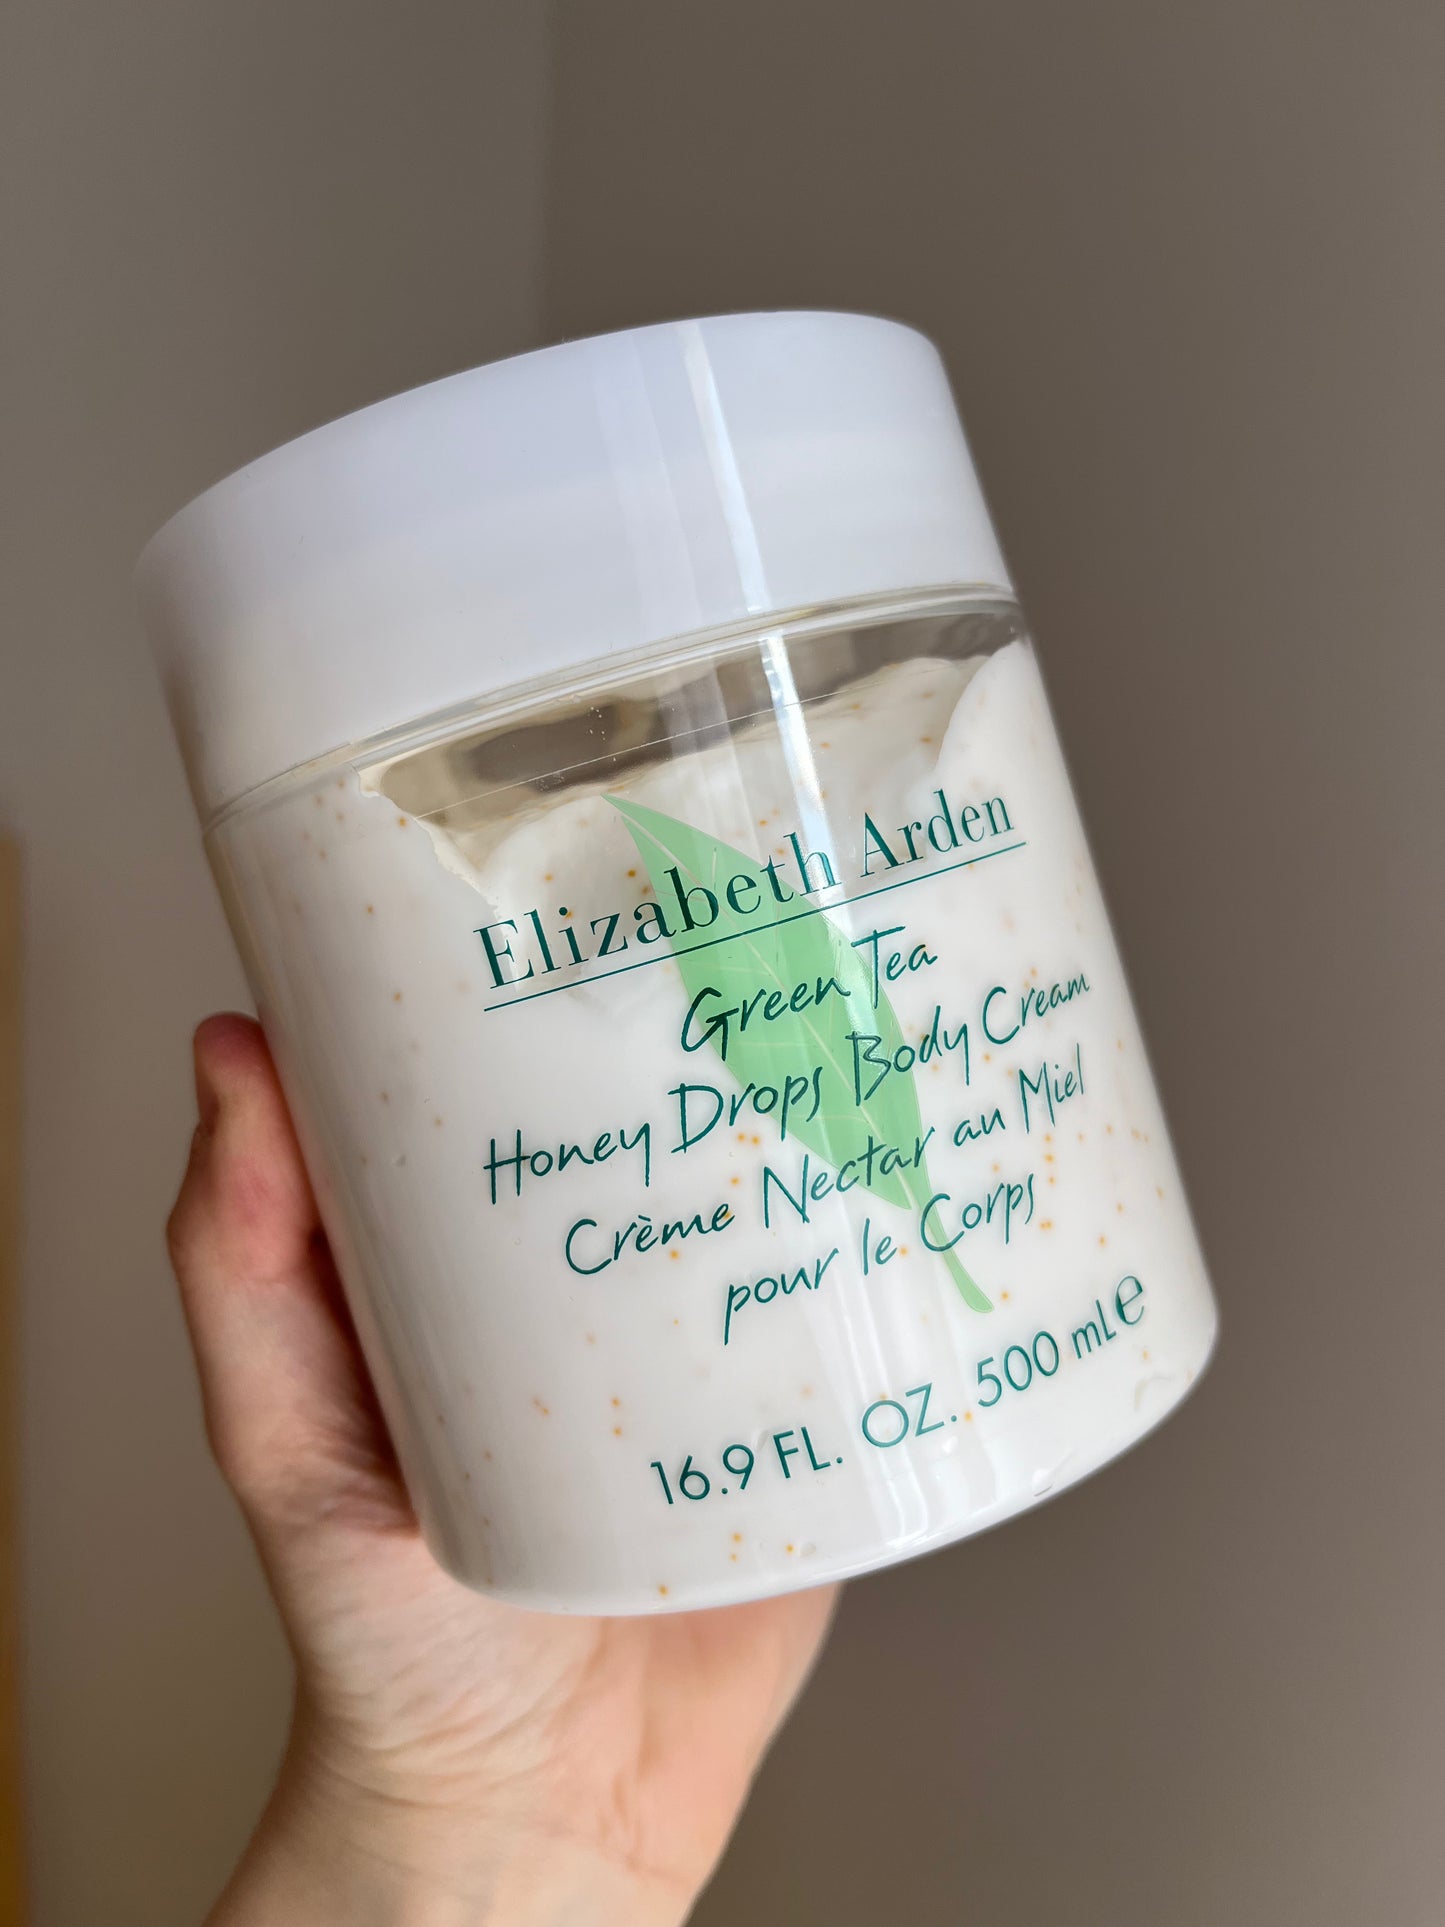 Elizabeth Arden
Green Tea
Honey Drops Body Cream
Crème Nectar au Miel
pour le Corps
16.9 FL. OZ. 500 mL e